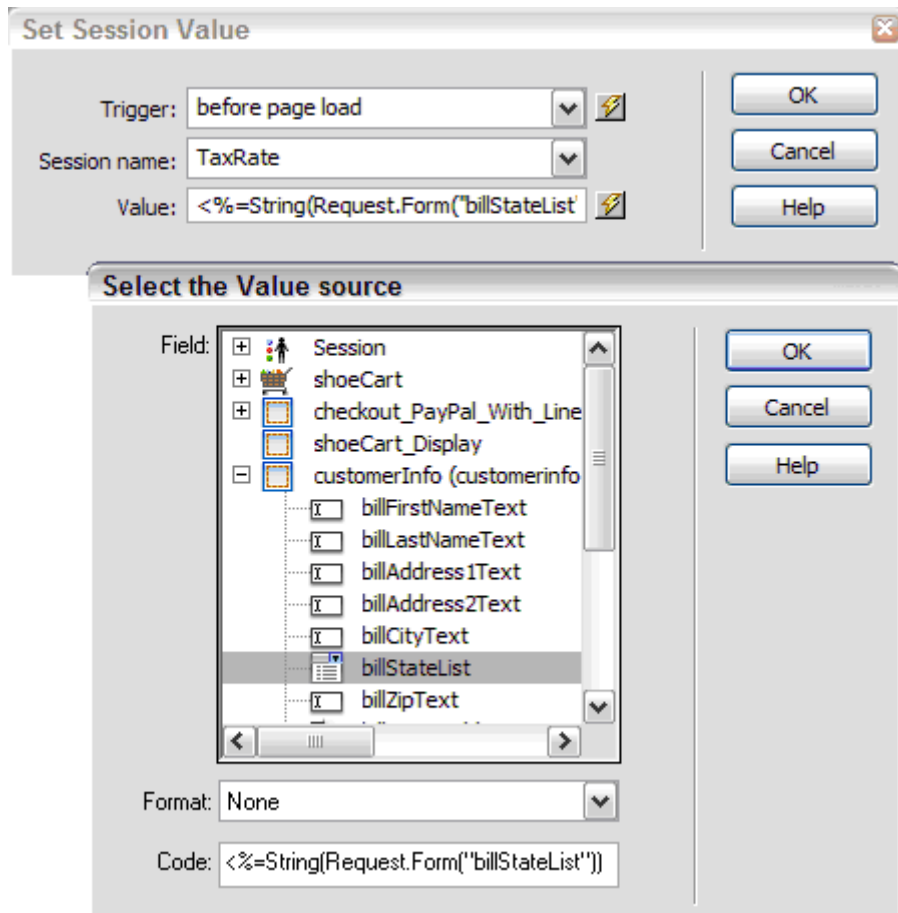 Set Session Value
Trigger: before page load
OK
Session name: TaxRate
Cancel
Value: <%=String(Request.Form("billStateList'
Help
Select the Value source
Field:
Session
OK
shoeCart
checkout_PayPal_With_Line
Cancel
shoeCart_Display
customerInfo (customerinfo
Help
billFirstNameText
billLastNameText
billAddress1Text
billAddress2Text
billCityText
billStateList
billZipText
Format: None
Code: <%=String(Request.Form("billStateList"))